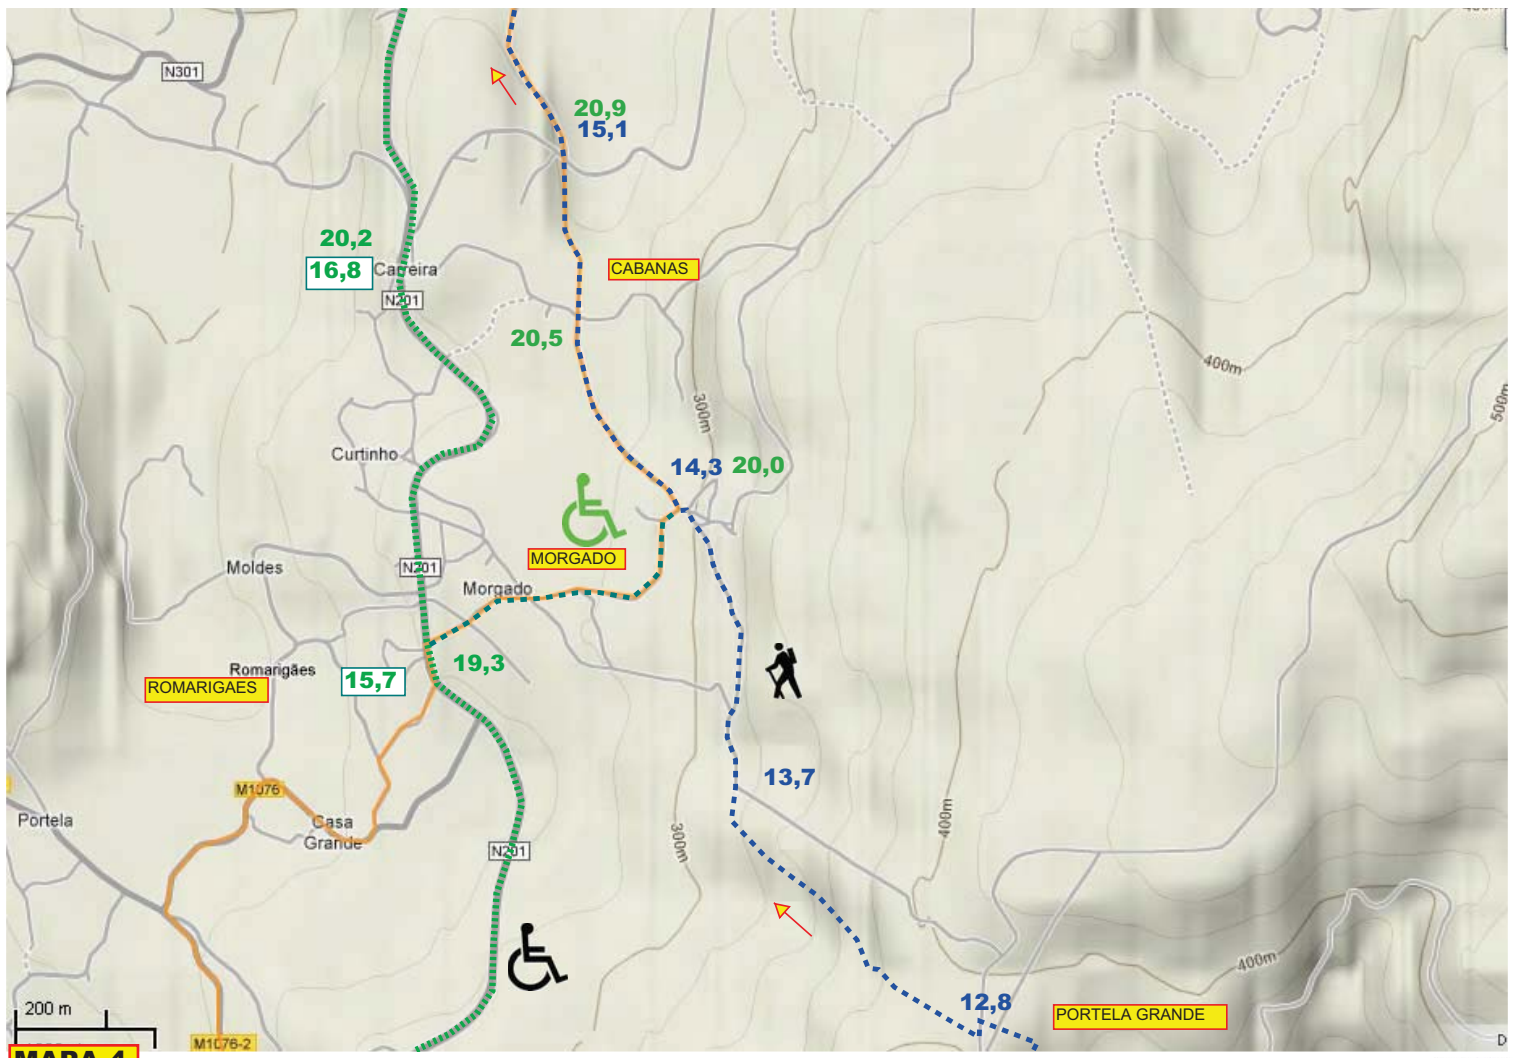 N301
20,9
15,1
20,2
16,8
Carreira
N201
CABANAS
20,5
400m
300m
500m
Curtinho
14,3 20,0
MORGADO
Moldes
N201
Morgado
19,3
Romarigães
15,7
ROMARIGAES
13,7
M1076
Portela
Casa
Grande
400m
300m
N201
400m
12,8
PORTELA GRANDE
200 m
M1076-2
MAPA 4
D